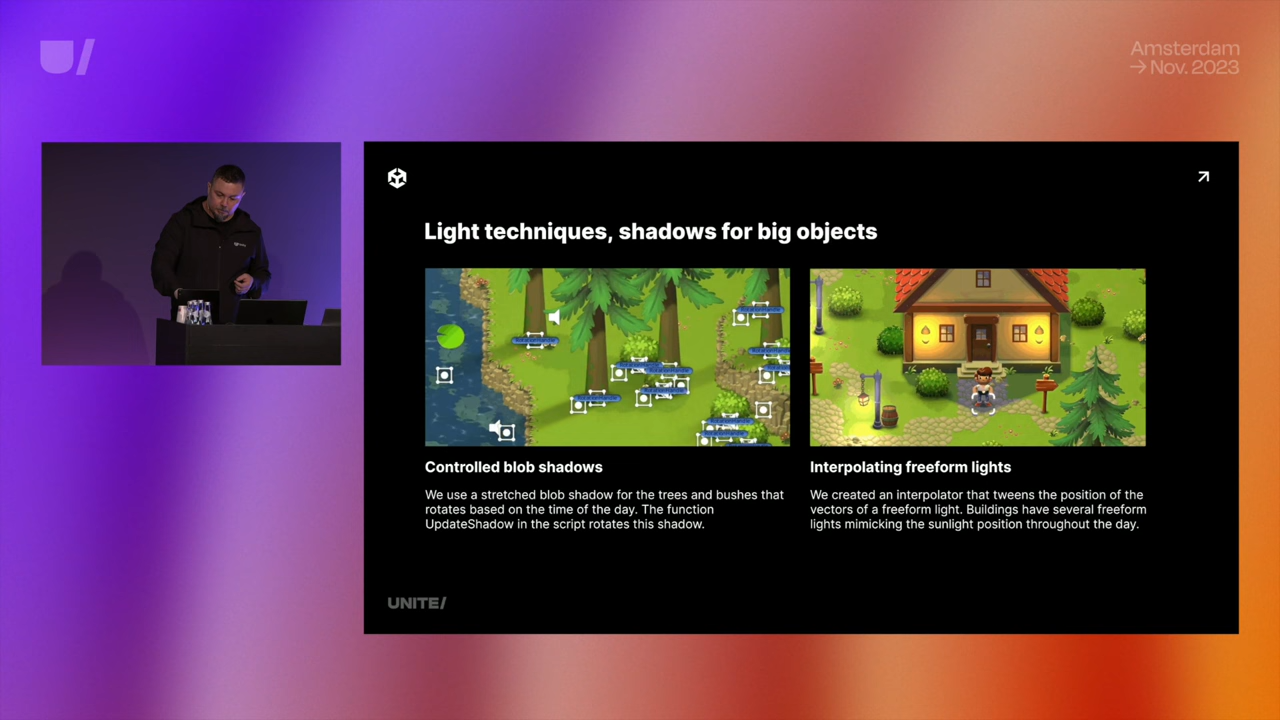 Amsterdam
→ Nov. 2023
Light techniques, shadows for big objects
Controlled blob shadows
We use a stretched blob shadow for the trees and bushes that
rotates based on the time of the day. The function
UpdateShadow in the script rotates this shadow.
Interpolating freeform lights
We created an interpolator that tweens the position of the
vectors of a freeform light. Buildings have several freeform
lights mimicking the sunlight position throughout the day.
UNITE/